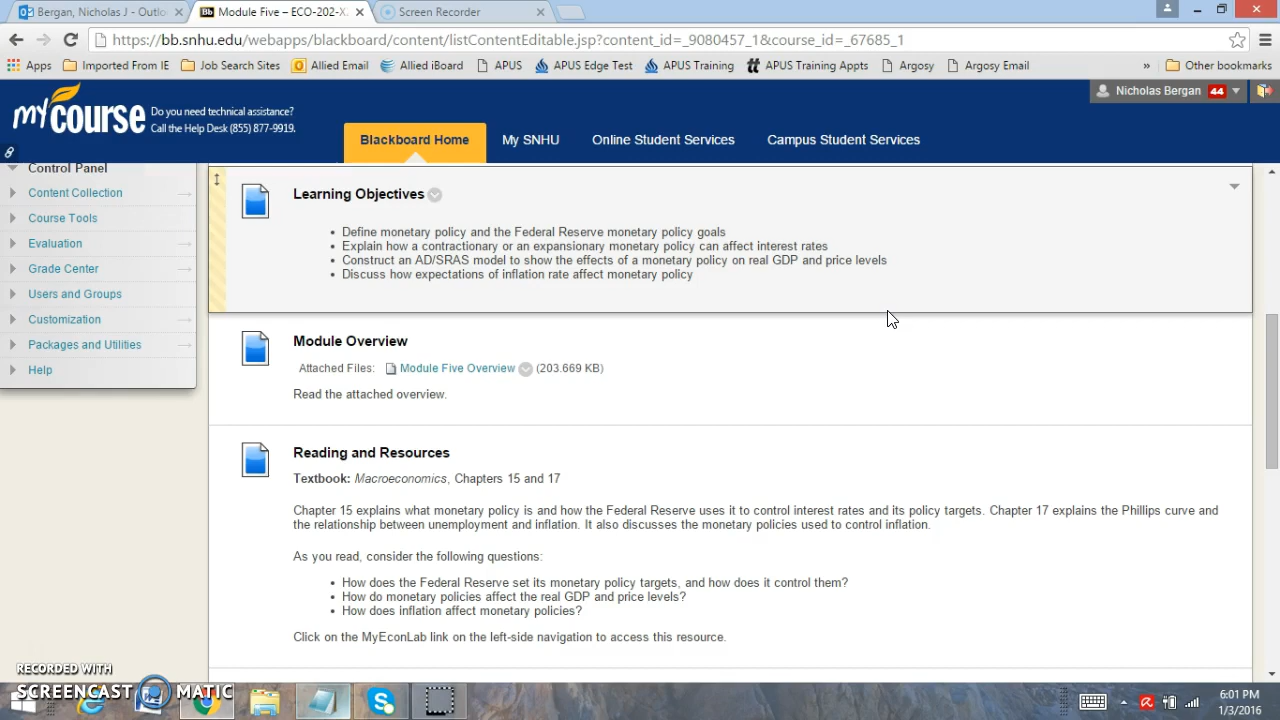 Bergan, Nicholas J - Outlo
Bb Module Five – ECO-202-X
Screen Recorder
https://bb.snhu.edu/webapps/blackboard/content/listContentEditable.jsp?content_id=_9080457_1&course_id=_67685_1
Apps Imported From IE Job Search Sites Allied Email Allied iBoard APUS APUS Edge Test APUS Training APUS Training Appts Argosy Argosy Email » Other bookmarks
mycourse
Do you need technical assistance?
Call the Help Desk (855) 877-9919.
Nicholas Bergan 44
Blackboard Home My SNHU Online Student Services Campus Student Services
Control Panel
Content Collection
Course Tools
Evaluation
Grade Center
Users and Groups
Customization
Packages and Utilities
Help
Learning Objectives
• Define monetary policy and the Federal Reserve monetary policy goals
• Explain how a contractionary or an expansionary monetary policy can affect interest rates
• Construct an AD/SRAS model to show the effects of a monetary policy on real GDP and price levels
• Discuss how expectations of inflation rate affect monetary policy
Module Overview
Attached Files: Module Five Overview (203.669 KB)
Read the attached overview.
Reading and Resources
Textbook: Macroeconomics, Chapters 15 and 17
Chapter 15 explains what monetary policy is and how the Federal Reserve uses it to control interest rates and its policy targets. Chapter 17 explains the Phillips curve and
the relationship between unemployment and inflation. It also discusses the monetary policies used to control inflation.
As you read, consider the following questions:
• How does the Federal Reserve set its monetary policy targets, and how does it control them?
• How do monetary policies affect the real GDP and price levels?
• How does inflation affect monetary policies?
Click on the MyEconLab link on the left-side navigation to access this resource.
RECORDED WITH
SCREENCAST MATIC
6:01 PM
1/3/2016